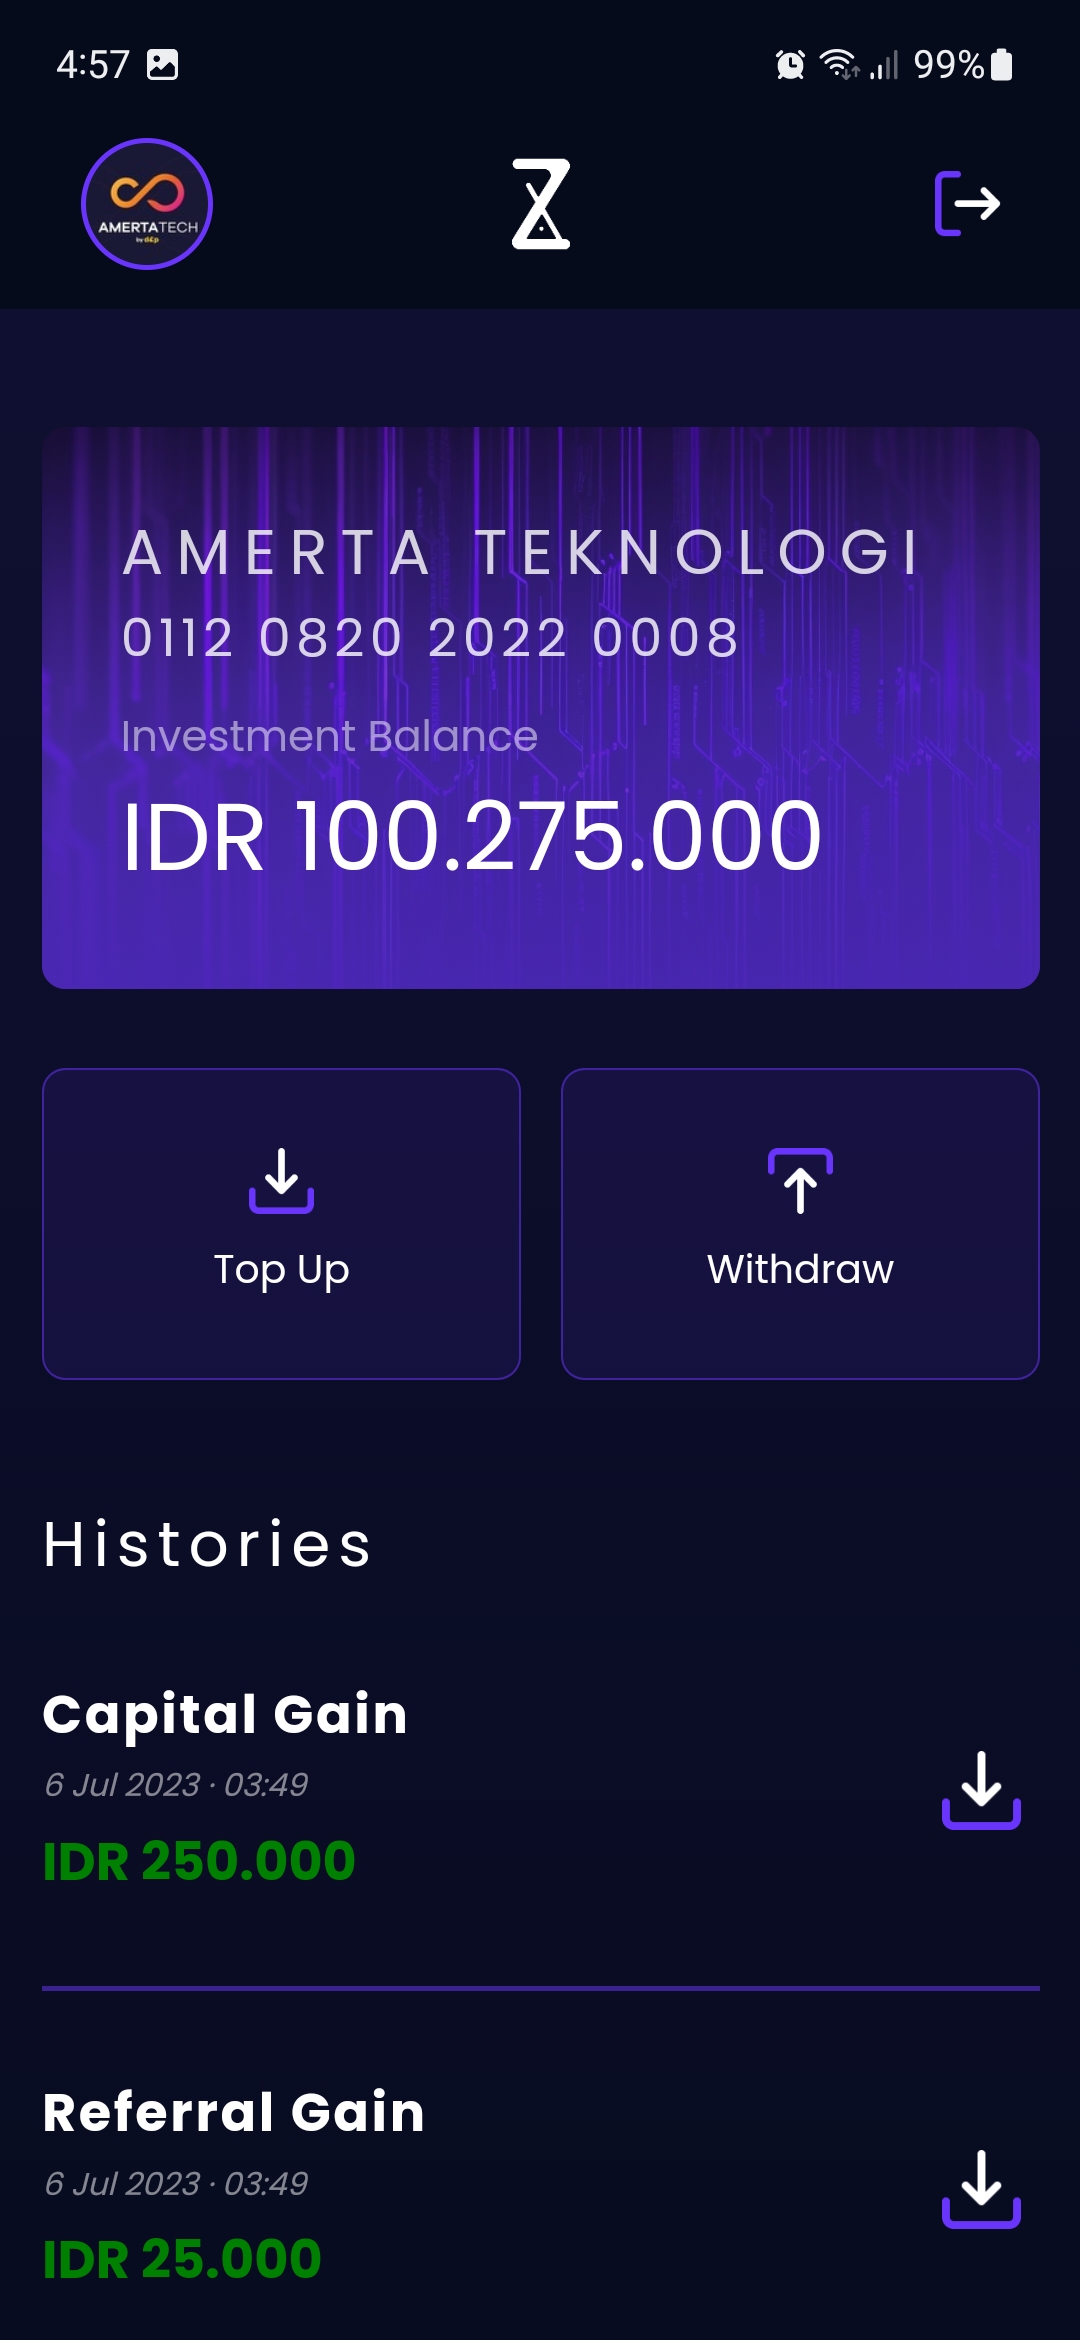 4:57 99%
AMERTATECH
by d&p
AMERTA TEKNOLOGI
0112 0820 2022 0008
Investment Balance
IDR 100.275.000
Top Up Withdraw
Histories
Capital Gain
6 Jul 2023 · 03:49
IDR 250.000
Referral Gain
6 Jul 2023 · 03:49
IDR 25.000